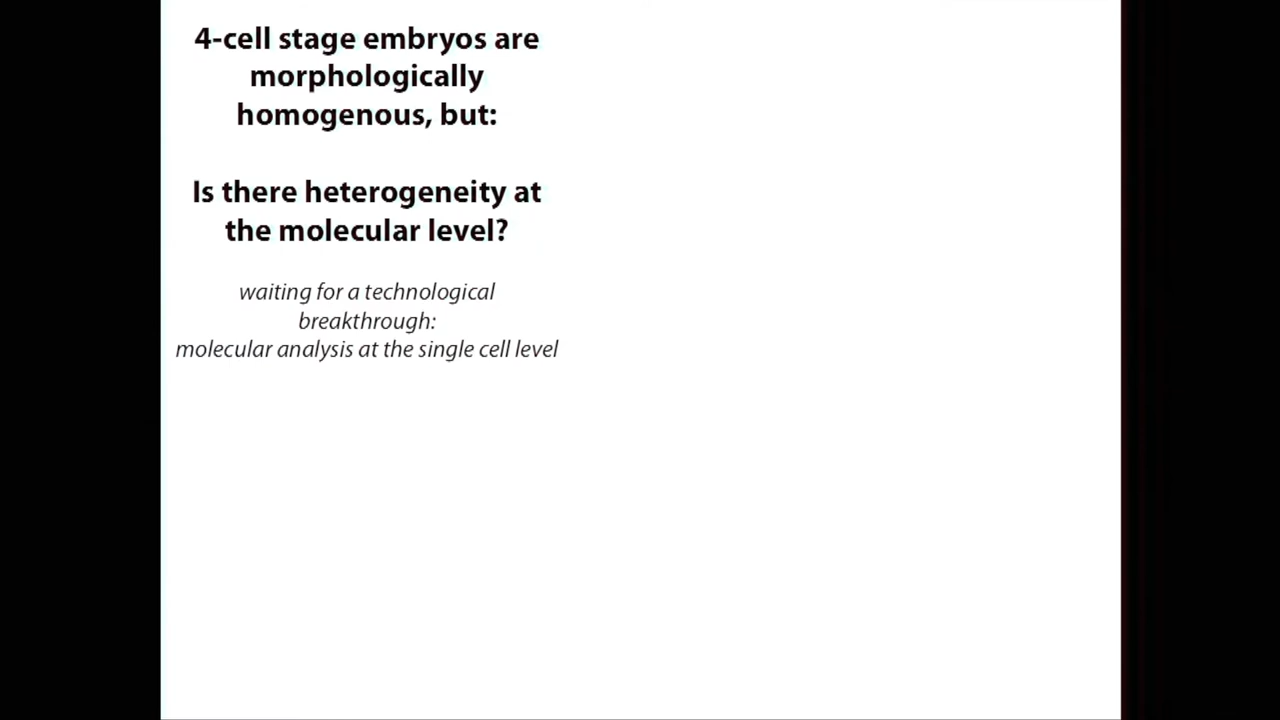 4-cell stage embryos are
morphologically
homogenous, but:
Is there heterogeneity at
the molecular level?
waiting for a technological
breakthrough:
molecular analysis at the single cell level